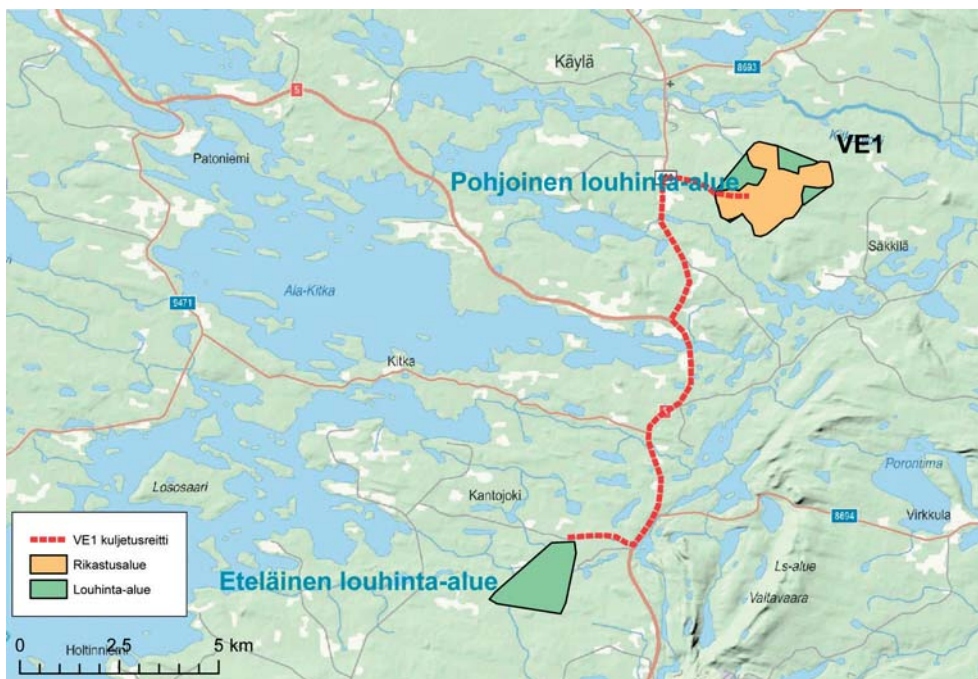 Käylä
8693
5
VE1
Patoniemi
Pohjoinen louhinta-alue
Säkkilä
Ala-Kitka
9471
Kitka
5
Porontima
Lososaari
Kantojoki
8694
Virkkula
VE1 kuljetusreitti
Rikastusalue
Louhinta-alue
Eteläinen louhinta-alue
Ls-alue
Valtavaara
0 2,5 5 km
Holtinniemi